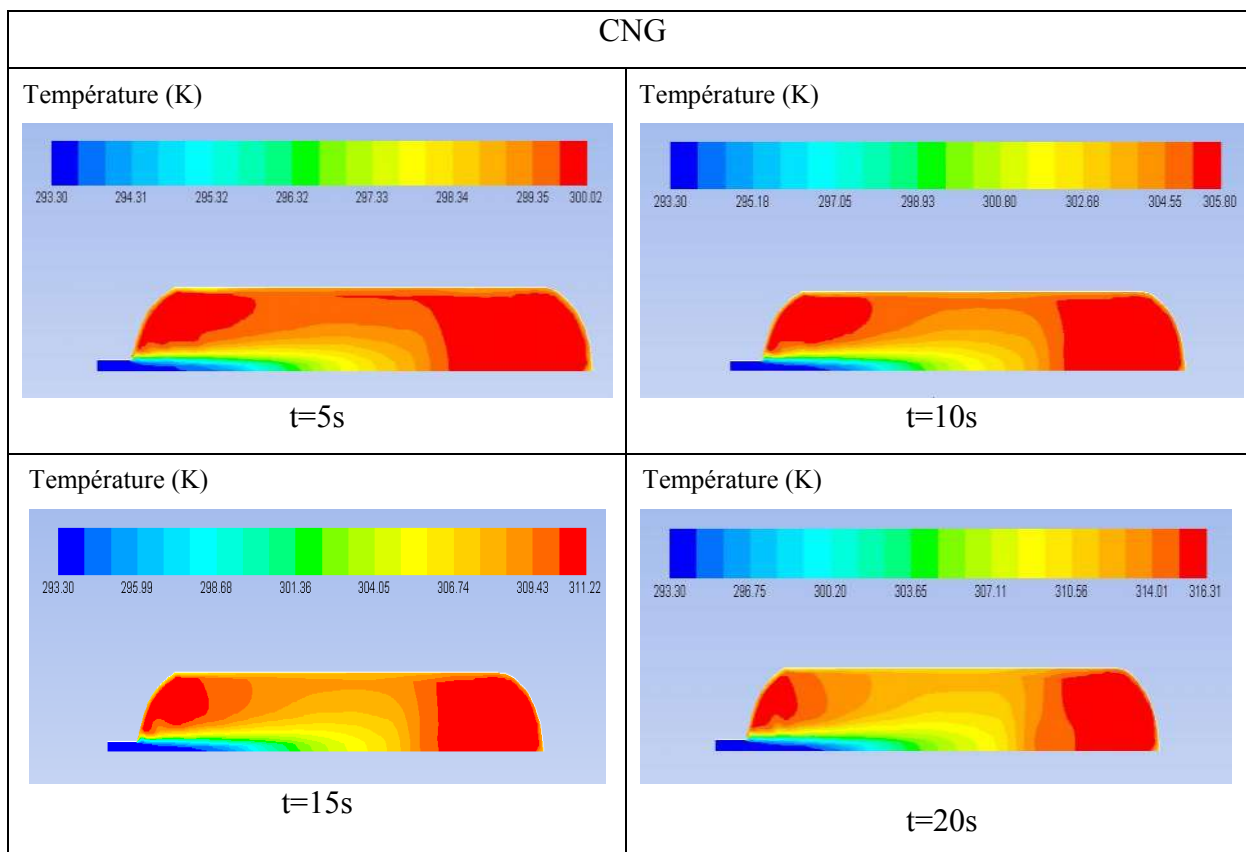 CNG
Température (K)
293.30 294.31 295.32 296.32 297.33 298.34 299.35 300.02
t=5s
Température (K)
293.30 295.18 297.05 298.93 300.80 302.68 304.55 305.80
t=10s
Température (K)
293.30 295.99 298.68 301.36 304.05 306.74 309.43 311.22
t=15s
Température (K)
293.30 296.75 300.20 303.65 307.11 310.56 314.01 316.31
t=20s